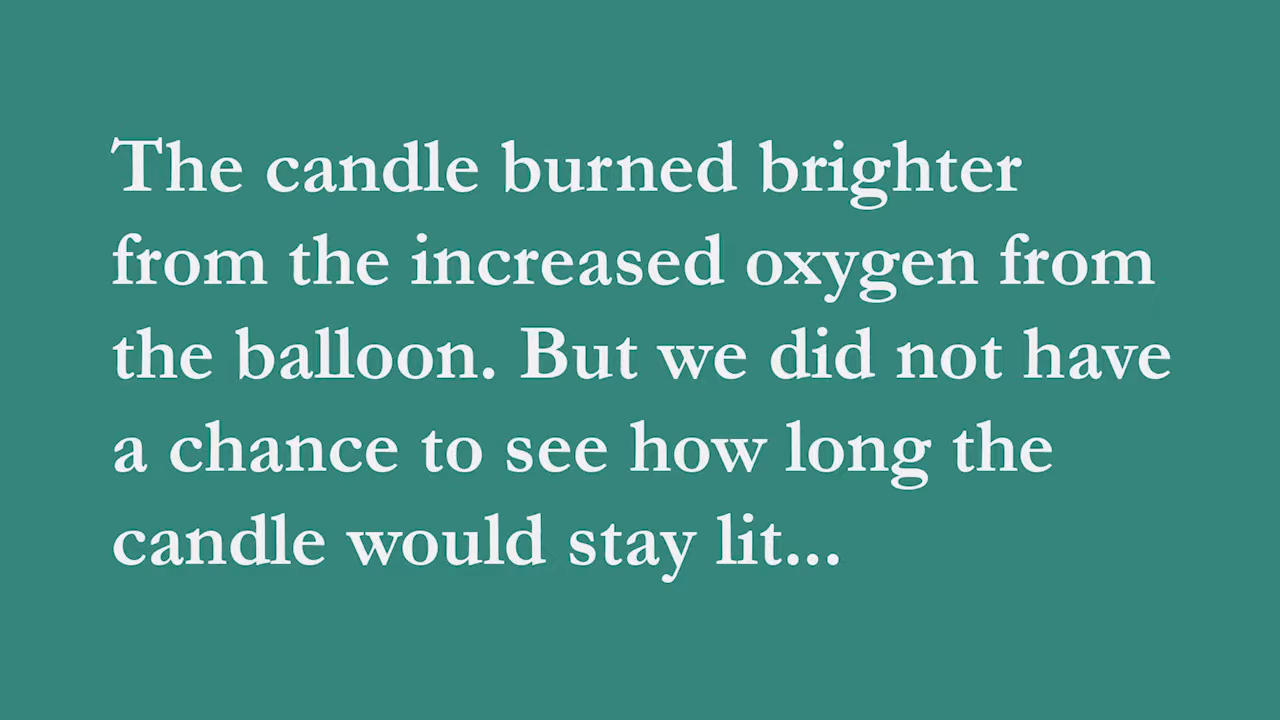 The candle burned brighter
from the increased oxygen from
the balloon. But we did not have
a chance to see how long the
candle would stay lit...